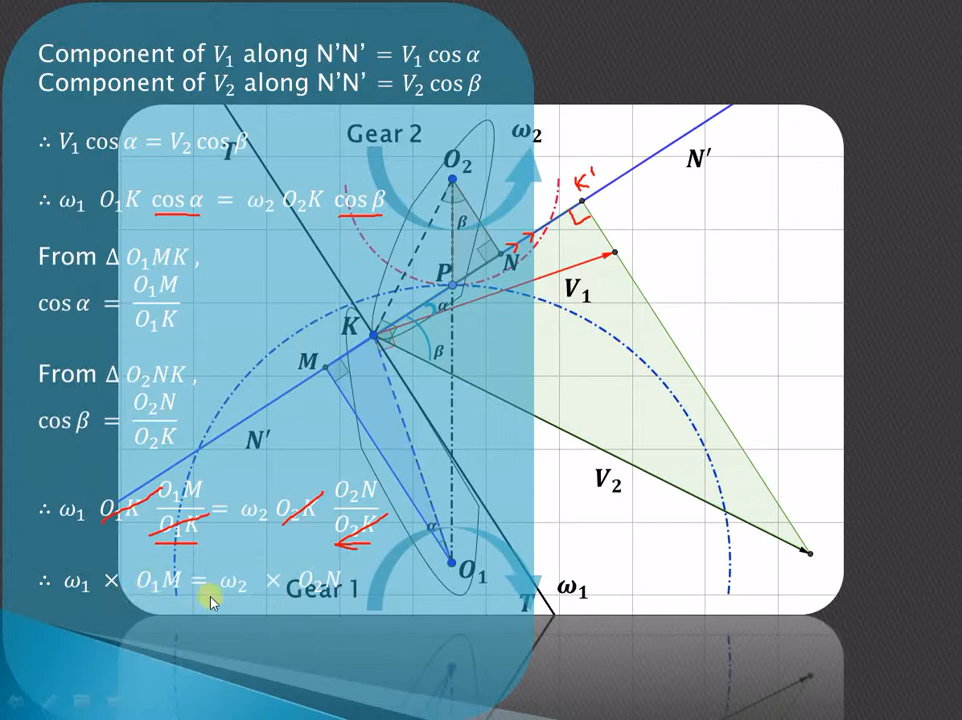 Component of V₁ along N’N’ = V₁ cos α
Component of V₂ along N’N’ = V₂ cos β
∴ V₁ cos α = V₂ cos β
∴ ω₁ O₁K cos α = ω₂ O₂K cos β
From Δ O₁MK ,
cos α = O₁M / O₁K
From Δ O₂NK ,
cos β = O₂N / O₂K
∴ ω₁ O₁K O₁M / O₁K = ω₂ O₂K O₂N / O₂K
∴ ω₁ × O₁M = ω₂ × O₂N
Gear 2
ω₂
T
O₂
N'
K'
β
N
P
V₁
α
K
β
M
N'
V₂
α
O₁
Gear 1
T
ω₁